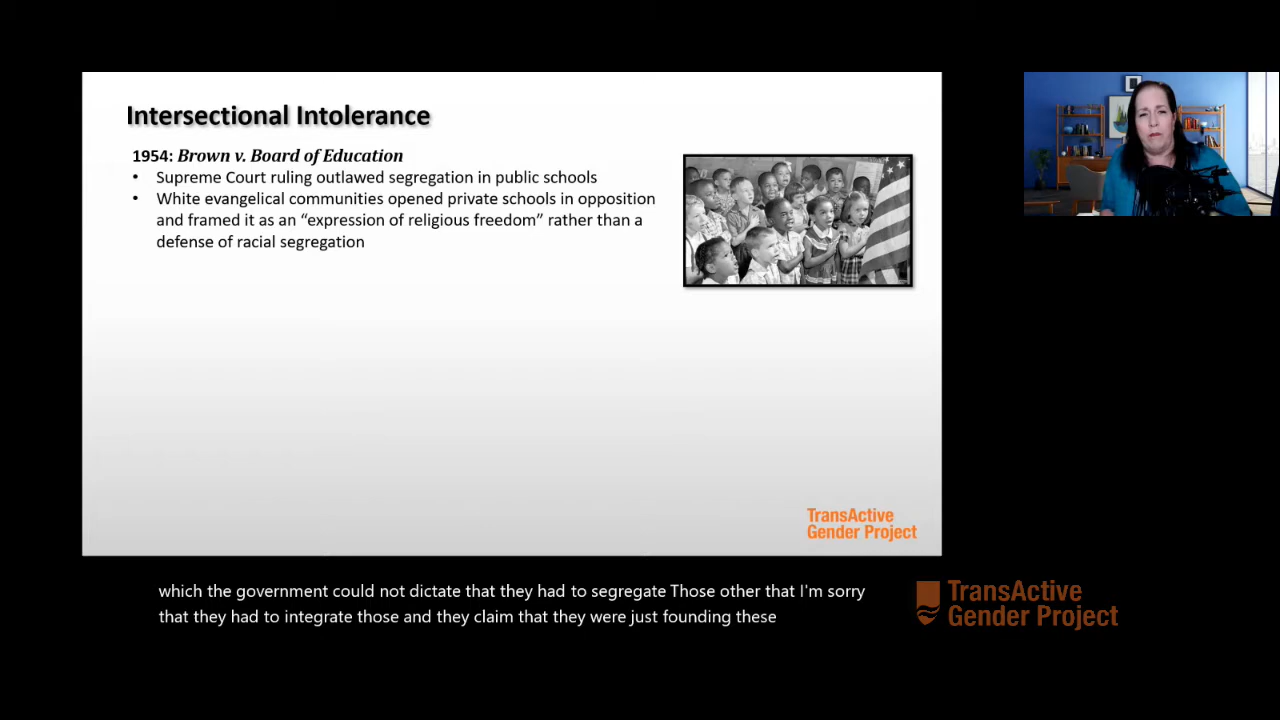 Intersectional Intolerance
1954: Brown v. Board of Education
• Supreme Court ruling outlawed segregation in public schools
• White evangelical communities opened private schools in opposition
and framed it as an “expression of religious freedom” rather than a
defense of racial segregation
TransActive
Gender Project
which the government could not dictate that they had to segregate Those other that I'm sorry
that they had to integrate those and they claim that they were just founding these
TransActive
Gender Project